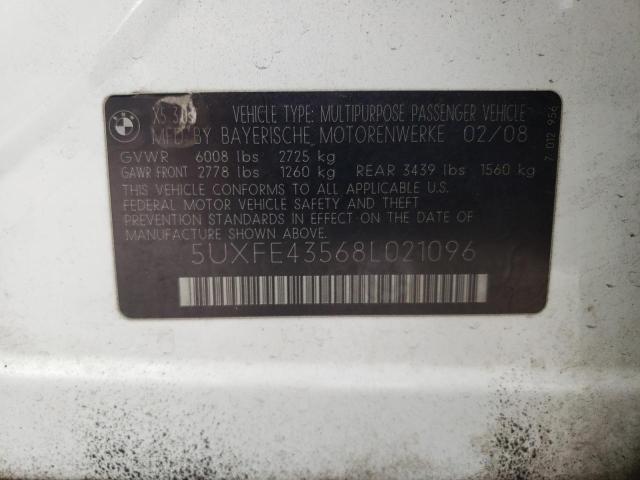 BMW
X5 3.0si VEHICLE TYPE: MULTIPURPOSE PASSENGER VEHICLE
MFD BY BAYERISCHE MOTORENWERKE 02/08
GVWR 6008 lbs 2725 kg
GAWR FRONT 2778 lbs 1260 kg REAR 3439 lbs 1560 kg
THIS VEHICLE CONFORMS TO ALL APPLICABLE U.S.
FEDERAL MOTOR VEHICLE SAFETY AND THEFT
PREVENTION STANDARDS IN EFFECT ON THE DATE OF
MANUFACTURE SHOWN ABOVE.
5UXFE43568L021096
7 012 956